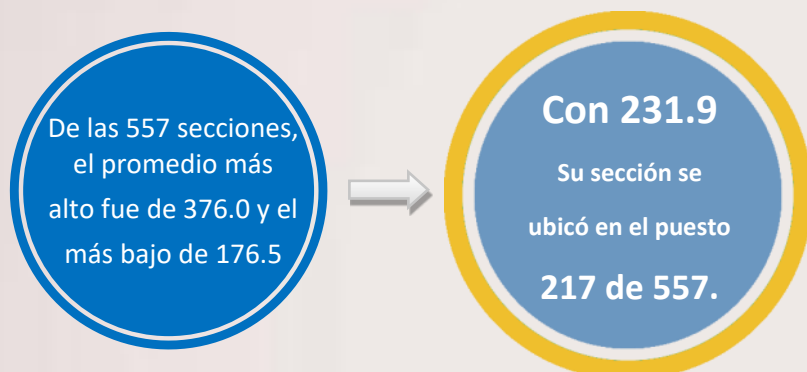 De las 557 secciones,
el promedio más
alto fue de 376.0 y el
más bajo de 176.5
Con 231.9
Su sección se
ubicó en el puesto
217 de 557.